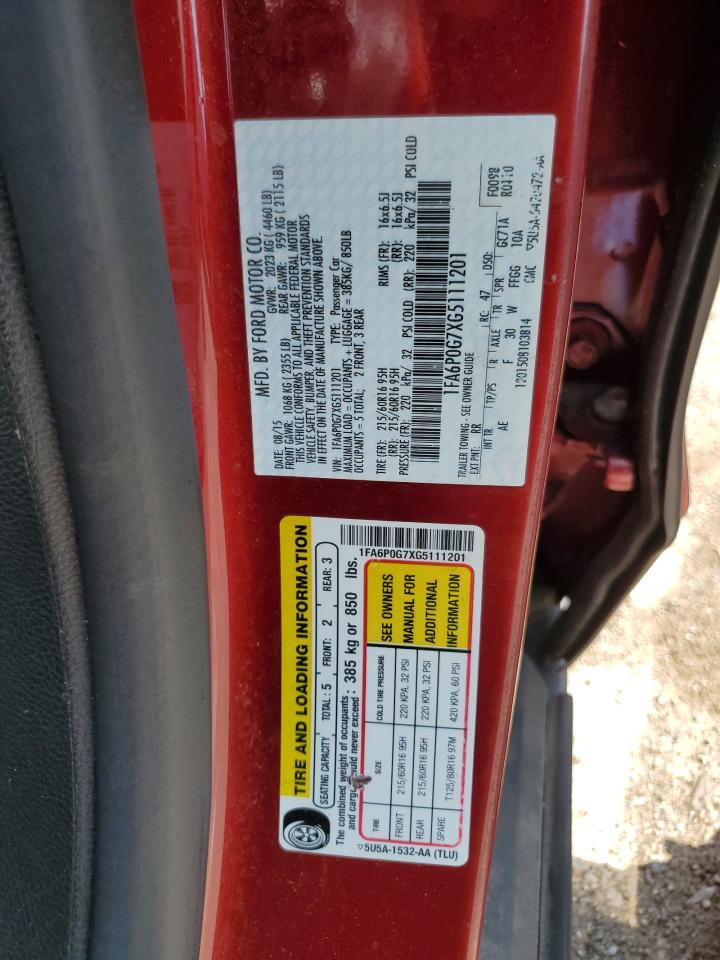 MFD. BY FORD MOTOR CO.
DATE: 08/15 GVWR: 2023 KG ( 4460 LB)
FRONT GAWR: 1068 KG ( 2355 LB) REAR GAWR: 959 KG ( 2115 LB)
THIS VEHICLE CONFORMS TO ALL APPLICABLE FEDERAL MOTOR
VEHICLE SAFETY, BUMPER, AND THEFT PREVENTION STANDARDS
IN EFFECT ON THE DATE OF MANUFACTURE SHOWN ABOVE.
VIN: 1FA6P0G7XG5111201 TYPE: Passenger Car
MAXIMUM LOAD = OCCUPANTS + LUGGAGE = 385KG/ 850LB
OCCUPANTS = 5 TOTAL: 2 FRONT, 3 REAR
TIRE (FR): 215/60R16 95H RIMS (FR): 16x6.5J
(RR): 215/60R16 95H (RR): 16x6.5J
PRESSURE (FR): 220 kPa/ 32 PSI COLD (RR): 220 kPa/ 32 PSI COLD
1FA6P0G7XG5111201
TRAILER TOWING - SEE OWNER GUIDE
EXT PNT: RR RC: 47 DSO: F0098
INT TR TP/PS R AXLE TR SPR R0410
AE F 30 W FFGG GC71A
10A
1201508103814 GMC
TIRE AND LOADING INFORMATION
SEATING CAPACITY TOTAL : 5 FRONT: 2 REAR: 3
The combined weight of occupants and cargo should never exceed : 385 kg or 850 lbs.
TIRE SIZE COLD TIRE PRESSURE
FRONT 215/60R16 95H 220 KPA, 32 PSI
REAR 215/60R16 95H 220 KPA, 32 PSI
SPARE T125/80R16 97M 420 KPA, 60 PSI
SEE OWNERS
MANUAL FOR
ADDITIONAL
INFORMATION
5U5A-1532-AA (TLU)
1FA6P0G7XG5111201